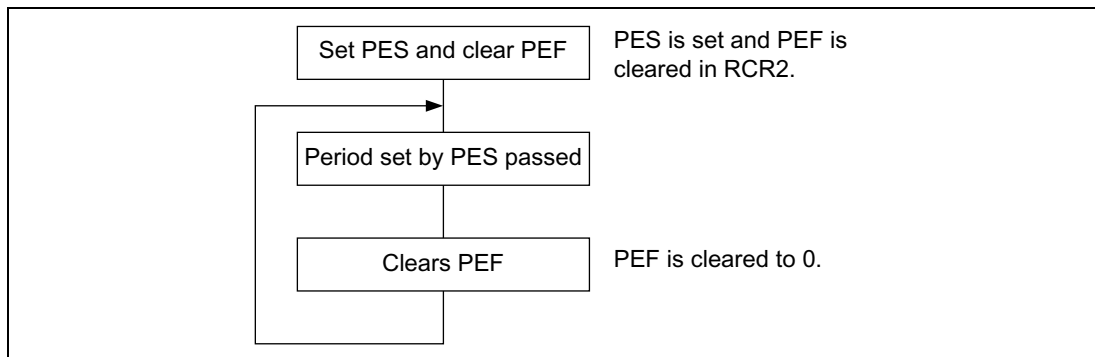 Set PES and clear PEF
PES is set and PEF is
cleared in RCR2.
Period set by PES passed
Clears PEF
PEF is cleared to 0.